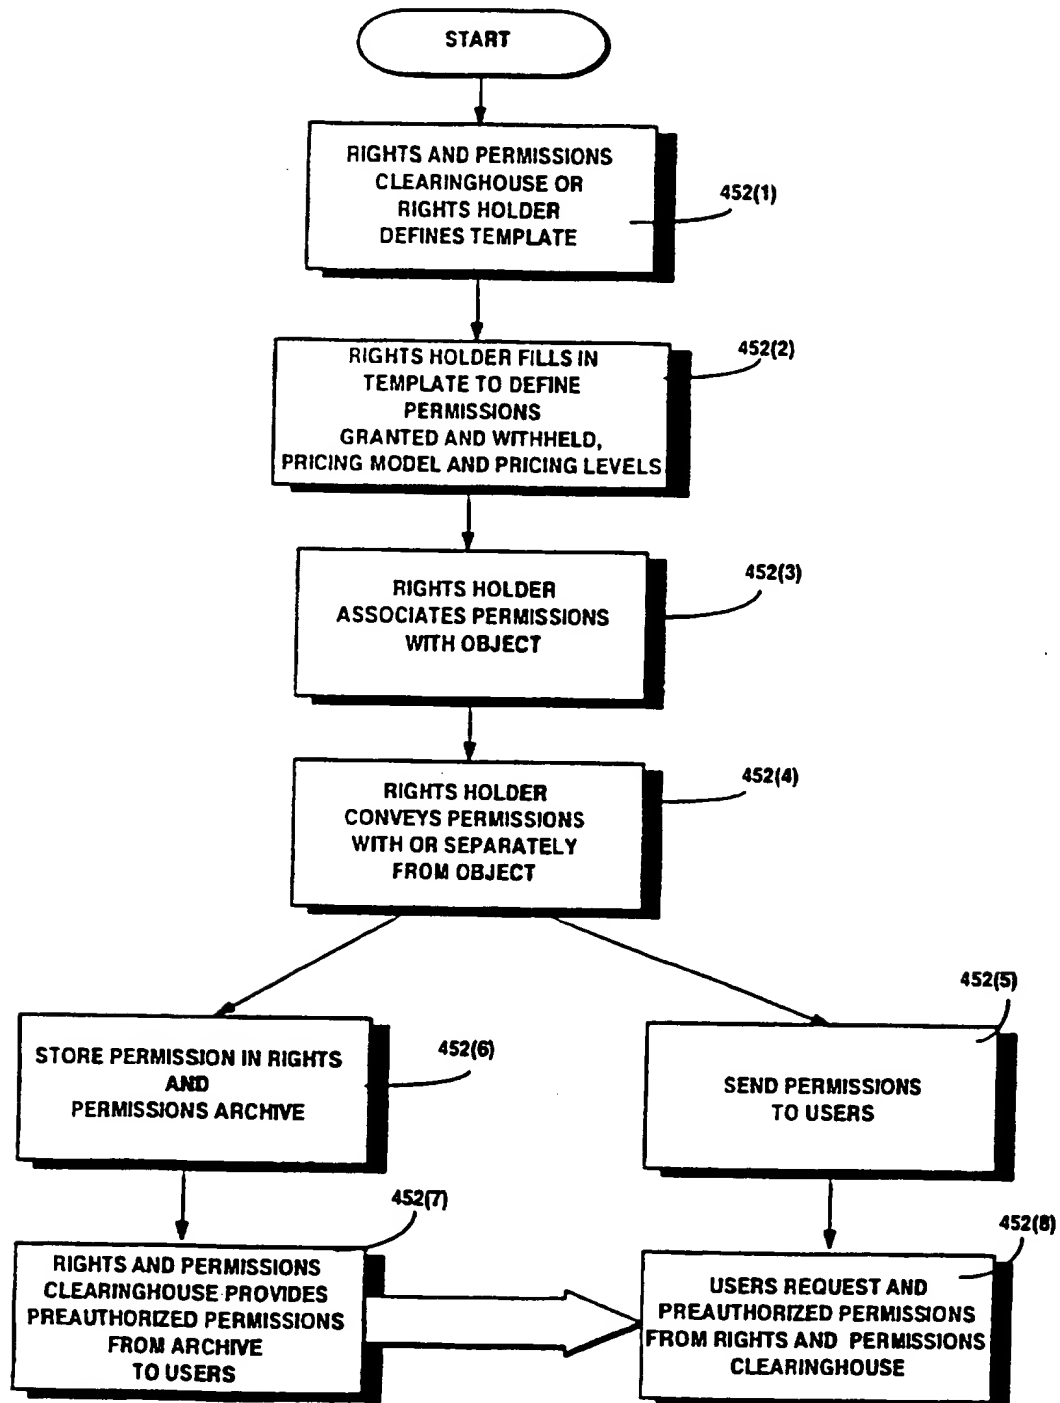 START
RIGHTS AND PERMISSIONS
CLEARINGHOUSE OR
RIGHTS HOLDER
DEFINES TEMPLATE
452(1)
RIGHTS HOLDER FILLS IN
TEMPLATE TO DEFINE
PERMISSIONS
GRANTED AND WITHHELD,
PRICING MODEL AND PRICING LEVELS
452(2)
RIGHTS HOLDER
ASSOCIATES PERMISSIONS
WITH OBJECT
452(3)
RIGHTS HOLDER
CONVEYS PERMISSIONS
WITH OR SEPARATELY
FROM OBJECT
452(4)
STORE PERMISSION IN RIGHTS
AND
PERMISSIONS ARCHIVE
452(6)
SEND PERMISSIONS
TO USERS
452(5)
RIGHTS AND PERMISSIONS
CLEARINGHOUSE PROVIDES
PREAUTHORIZED PERMISSIONS
FROM ARCHIVE
TO USERS
452(7)
USERS REQUEST AND
PREAUTHORIZED PERMISSIONS
FROM RIGHTS AND PERMISSIONS
CLEARINGHOUSE
452(8)